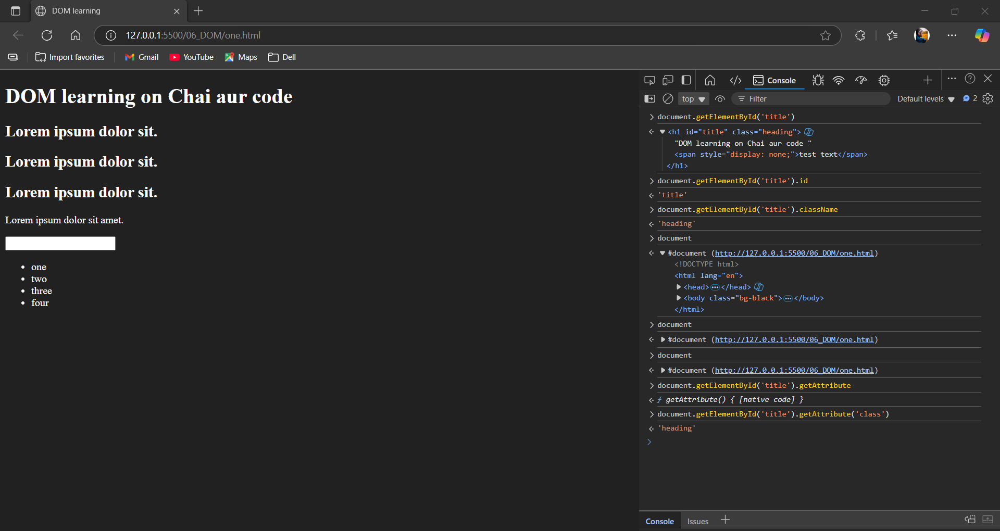 DOM learning
127.0.0.1:5500/06_DOM/one.html
Import favorites
Gmail
YouTube
Maps
Dell
DOM learning on Chai aur code
Lorem ipsum dolor sit.
Lorem ipsum dolor sit.
Lorem ipsum dolor sit.
Lorem ipsum dolor sit amet.
• one
• two
• three
• four
Console
top
Filter
Default levels
2
document.getElementById('title')
<h1 id="title" class="heading">
"DOM learning on Chai aur code "
<span style="display: none;">test text</span>
</h1>
document.getElementById('title').id
'title'
document.getElementById('title').className
'heading'
document
#document (http://127.0.0.1:5500/06_DOM/one.html)
<!DOCTYPE html>
<html lang="en">
<head>…</head>
<body class="bg-black">…</body>
</html>
document
#document (http://127.0.0.1:5500/06_DOM/one.html)
document
#document (http://127.0.0.1:5500/06_DOM/one.html)
document.getElementById('title').getAttribute
ƒ getAttribute() { [native code] }
document.getElementById('title').getAttribute('class')
'heading'
Console
Issues